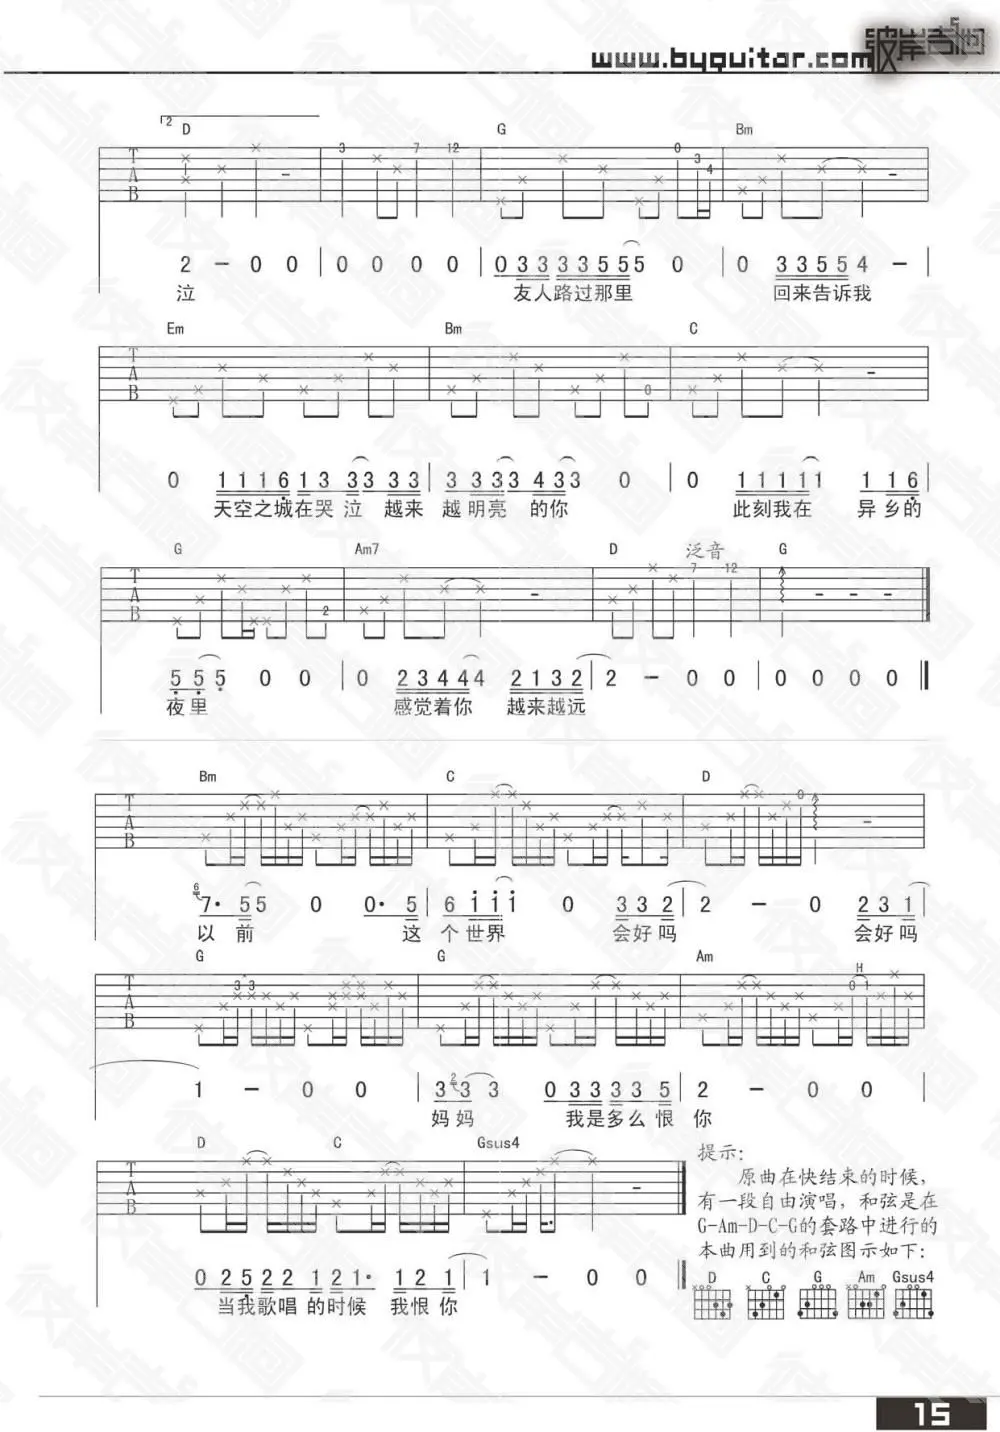 www.byguitar.com 彼岸吉他
2 D G Bm
T A B
3 7 12 0 3 4
2 - 0 0 | 0 0 0 0 | 0 3 3 3 3 5 5 5 5 0 | 0 3 3 5 5 4 -
泣 友人路过那里 回来告诉我
Em Bm C
T A B
0
0 1 1 1 6 1 3 3 3 3 3 | 3 3 3 3 4 3 3 0 | 0 1 1 1 1 1 1 1 6
天空之城在哭泣 越来越明亮 的你 此刻我在 异乡的
G Am7 D 泛音 G
T A B
2 7 12
5 5 5 0 0 | 0 2 3 4 4 4 2 1 3 2 | 2 - 0 0 | 0 0 0 0
夜里 感觉着你 越来越远
Bm C D
T A B
0
6 7· 5 5 0 0· 5 | 6 i i i 0 3 3 2 | 2 - 0 2 3 1
以前 这个世界 会好吗 会好吗
G G Am
T A B
3 3 H 0 1
1 - 0 0 | 2 3 3 3 0 3 3 3 3 5 | 2 - 0 0
妈妈 我是多么恨你
D C Gsus4
T A B
0 2 5 2 2 1 2 1· 1 2 1 | 1 - 0 0
当我歌唱的时候 我恨你
提示:
原曲在快结束的时候，
有一段自由演唱，和弦是在
G-Am-D-C-G的套路中进行的
本曲用到的和弦图示如下：
D C G Am Gsus4
15